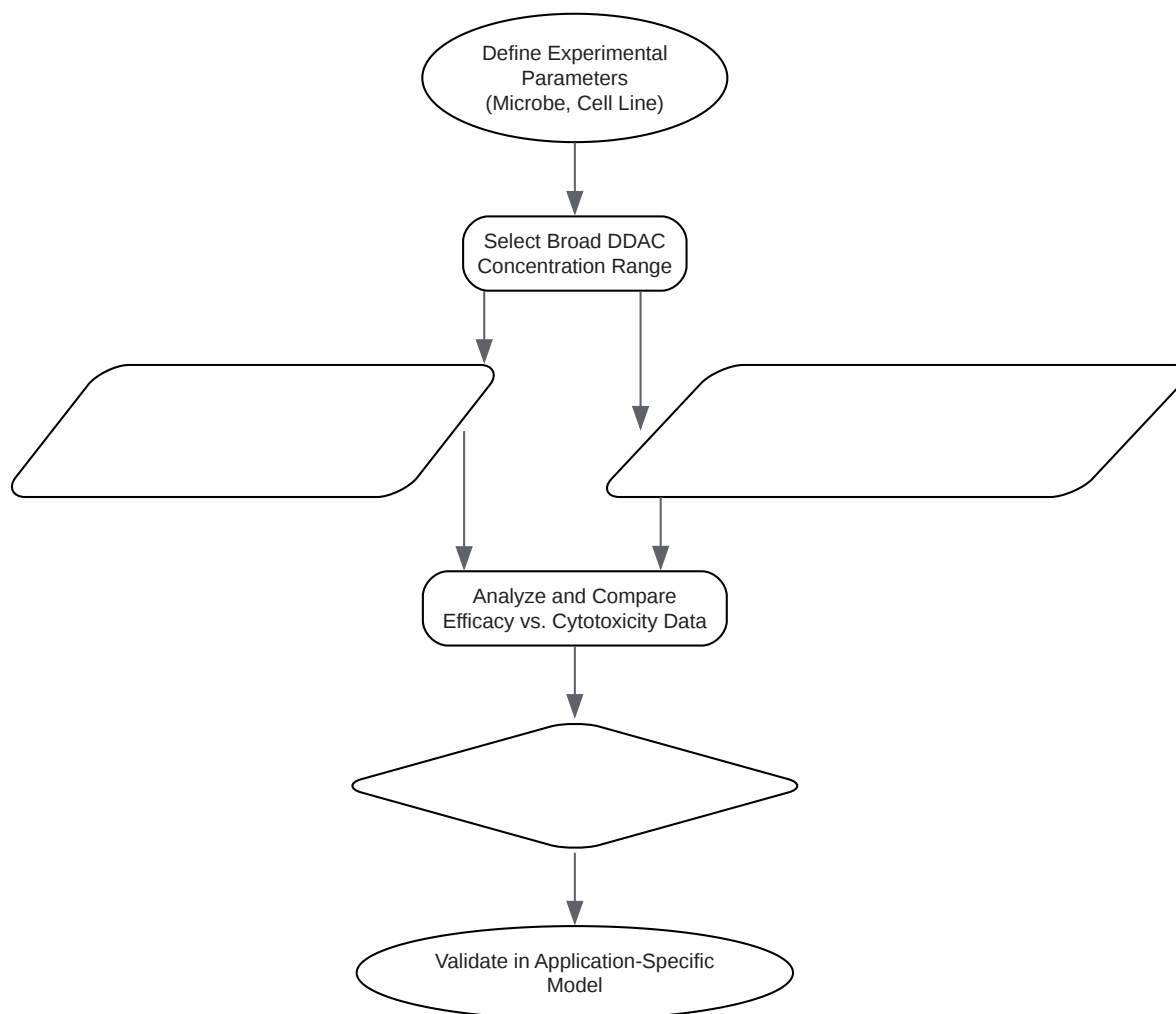 Define Experimental
Parameters
(Microbe, Cell Line)
Select Broad DDAC
Concentration Range
Analyze and Compare
Efficacy vs. Cytotoxicity Data
Validate in Application-Specific
Model